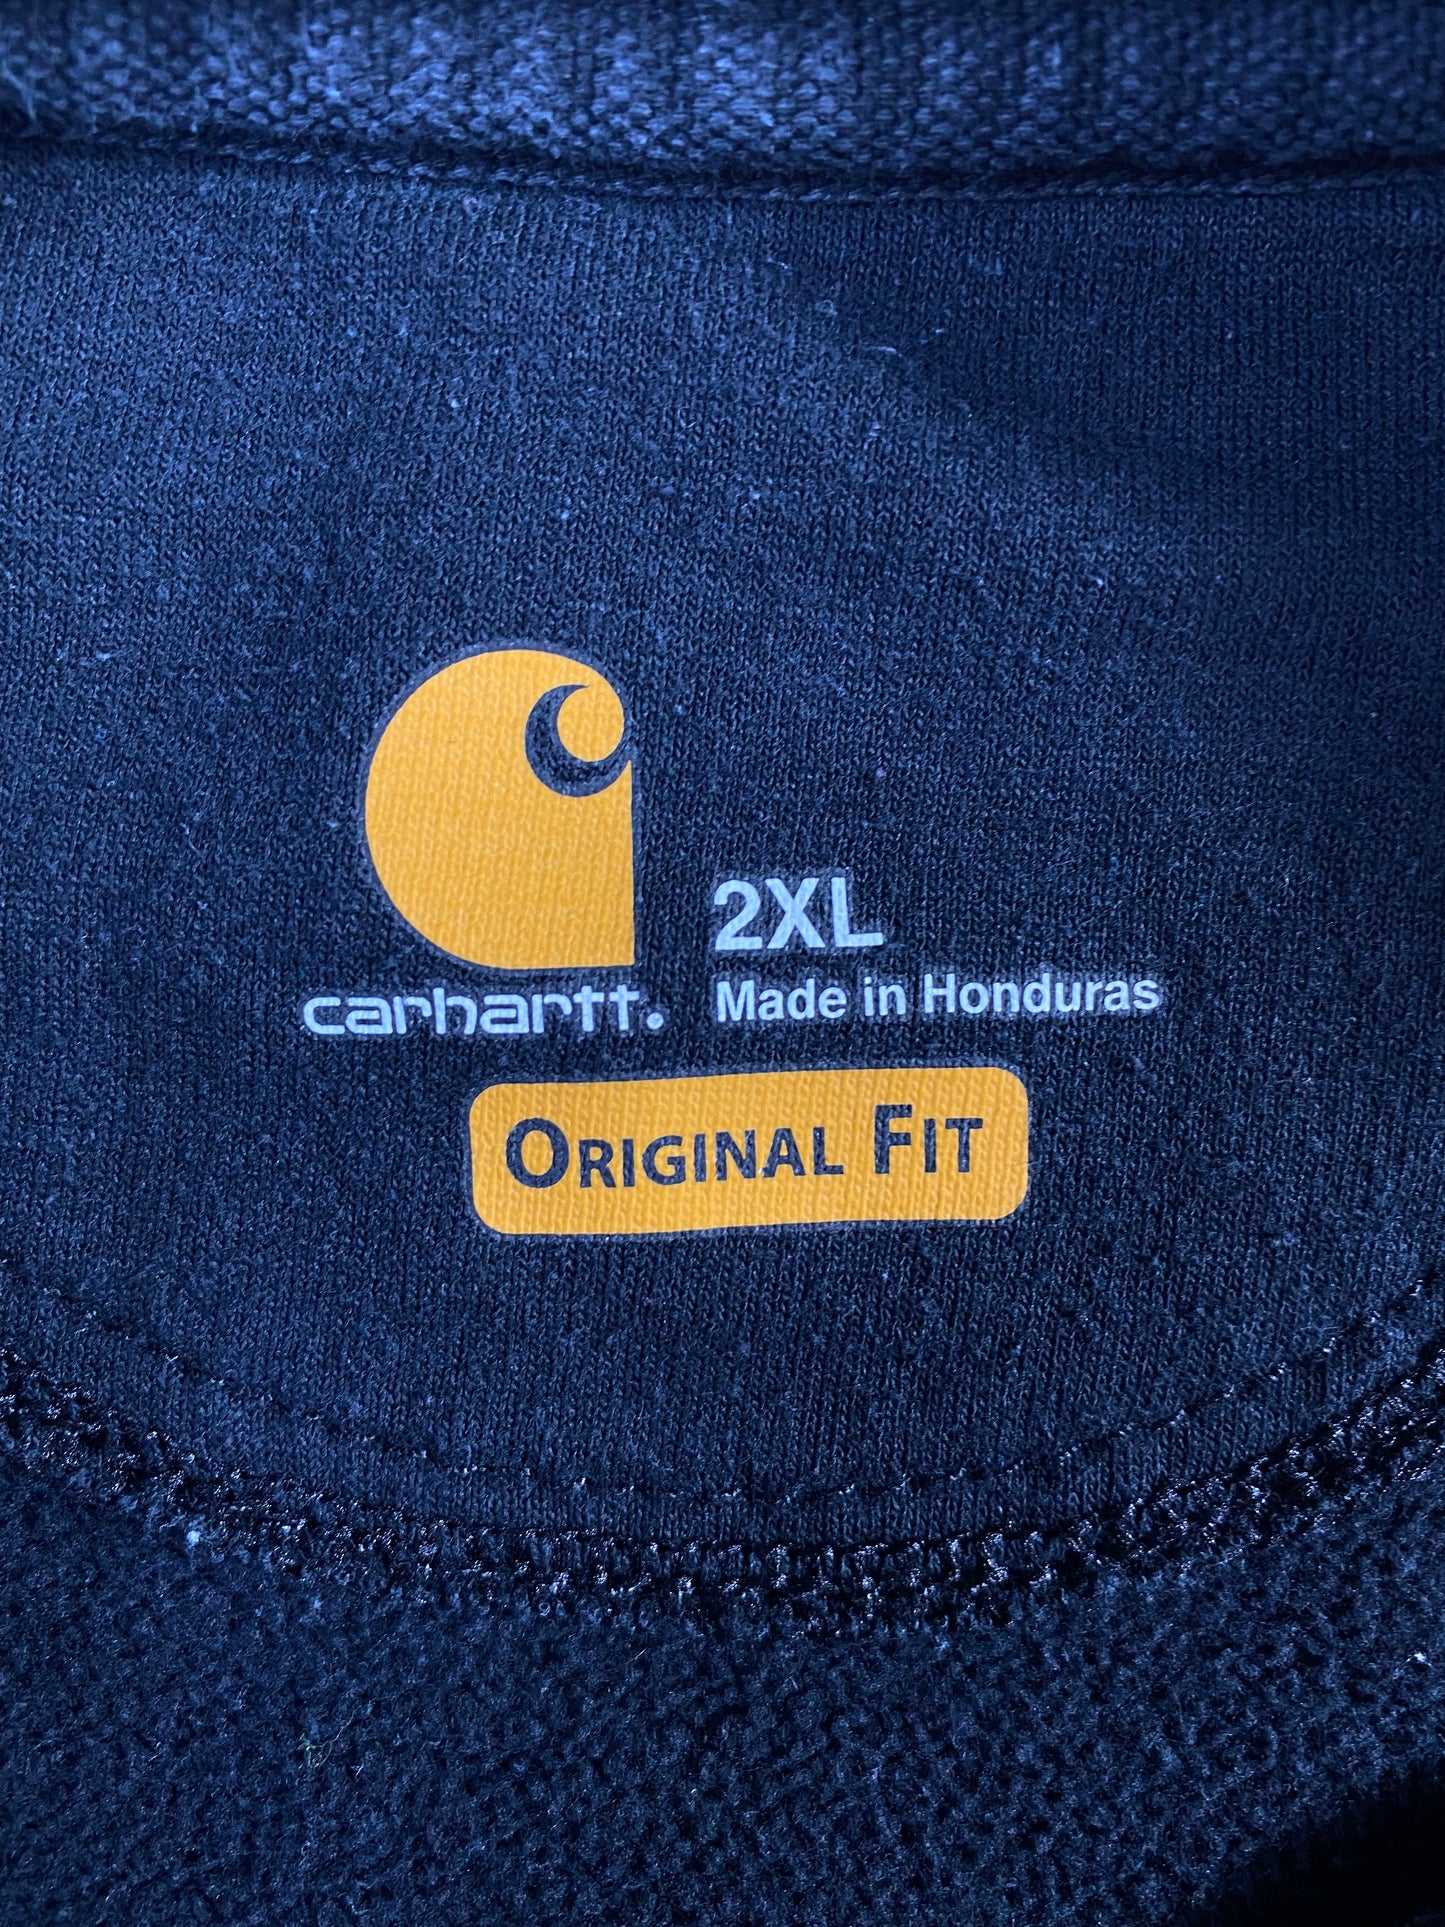 carhartt.
2XL
Made in Honduras
ORIGINAL FIT